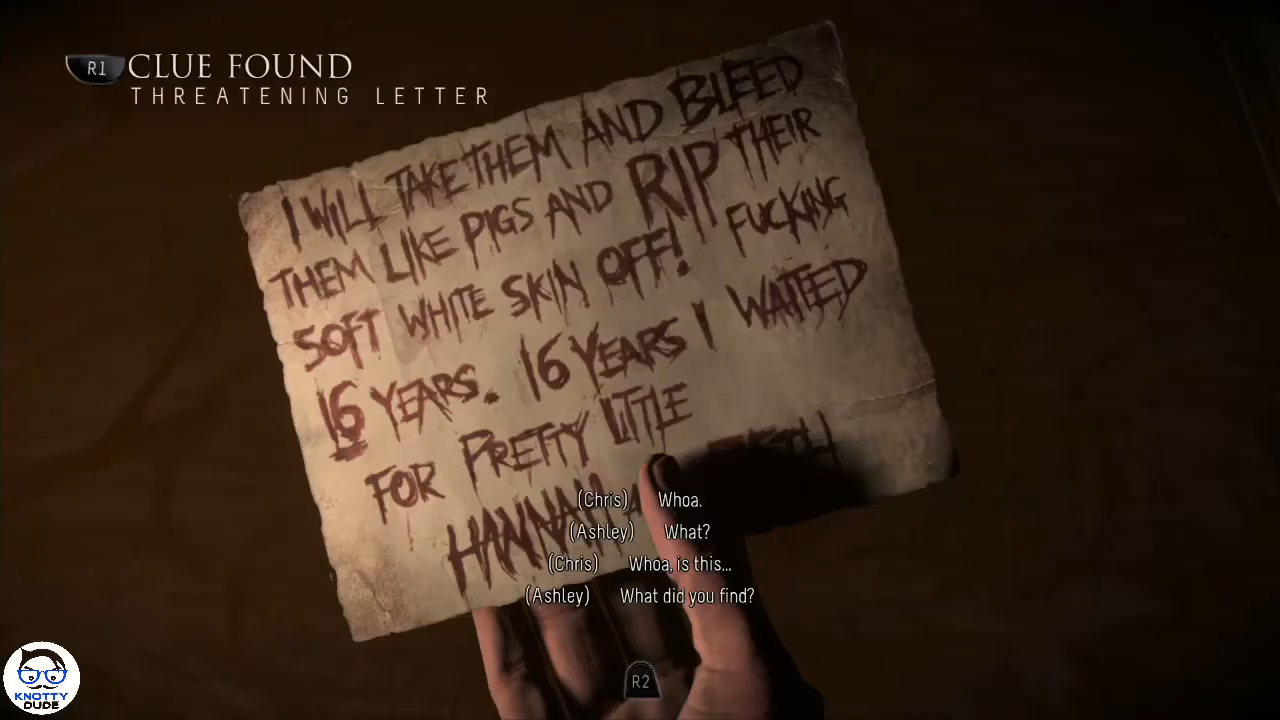 R1 CLUE FOUND
THREATENING LETTER
I WILL TAKE THEM AND BLEED
THEM LIKE PIGS AND RIP THEIR
SOFT WHITE SKIN OFF! FUCKING
16 YEARS. 16 YEARS I WAITED
FOR PRETTY LITTLE
HANNAH
(Chris) Whoa.
(Ashley) What?
(Chris) Whoa, is this...
(Ashley) What did you find?
R2
KNOTTY
DUDE